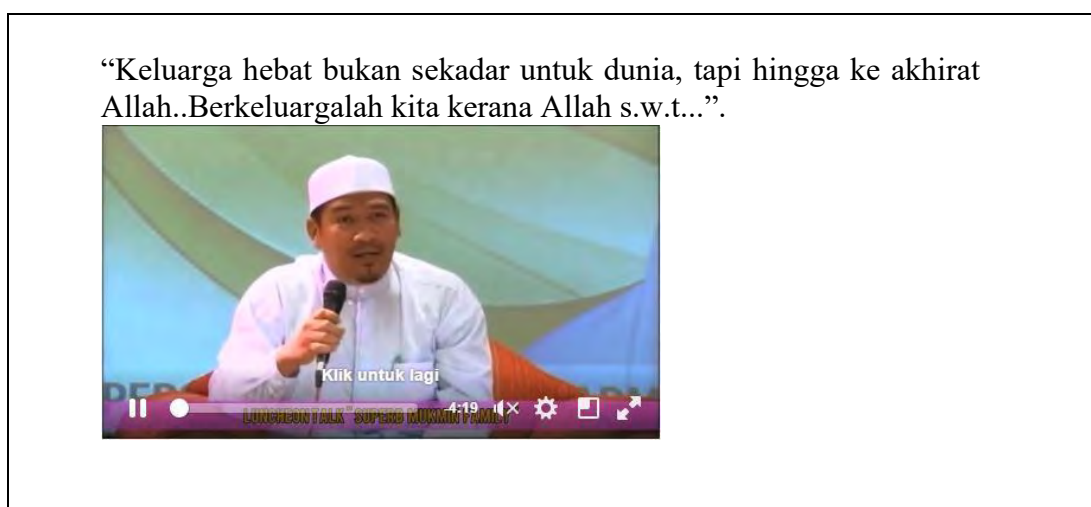 “Keluarga hebat bukan sekadar untuk dunia, tapi hingga ke akhirat
Allah..Berkeluargalah kita kerana Allah s.w.t...”.
Klik untuk lagi
4:19
LUNCHEON TALK "SUPERB MUKMIN FAMILY